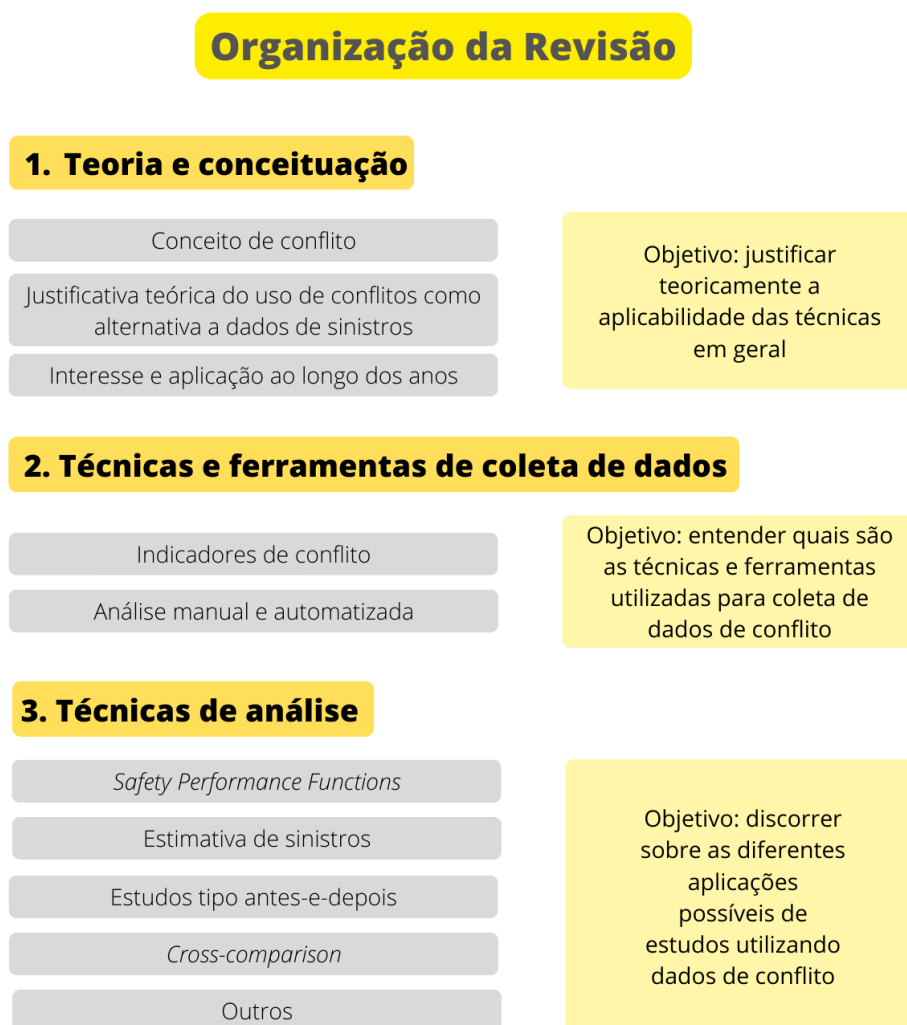 Organização da Revisão
1. Teoria e conceituação
Conceito de conflito
Justificativa teórica do uso de conflitos como
alternativa a dados de sinistros
Interesse e aplicação ao longo dos anos
Objetivo: justificar
teoricamente a
aplicabilidade das técnicas
em geral
2. Técnicas e ferramentas de coleta de dados
Indicadores de conflito
Análise manual e automatizada
Objetivo: entender quais são
as técnicas e ferramentas
utilizadas para coleta de
dados de conflito
3. Técnicas de análise
Safety Performance Functions
Estimativa de sinistros
Estudos tipo antes-e-depois
Cross-comparison
Outros
Objetivo: discorrer
sobre as diferentes
aplicações
possíveis de
estudos utilizando
dados de conflito